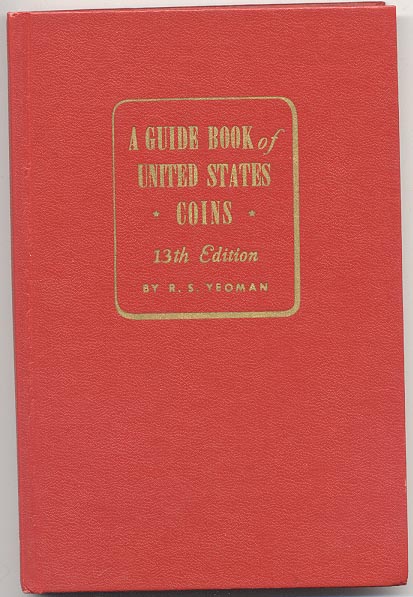 A GUIDE BOOK of
UNITED STATES
★ COINS ★
13th Edition
BY R. S. YEOMAN